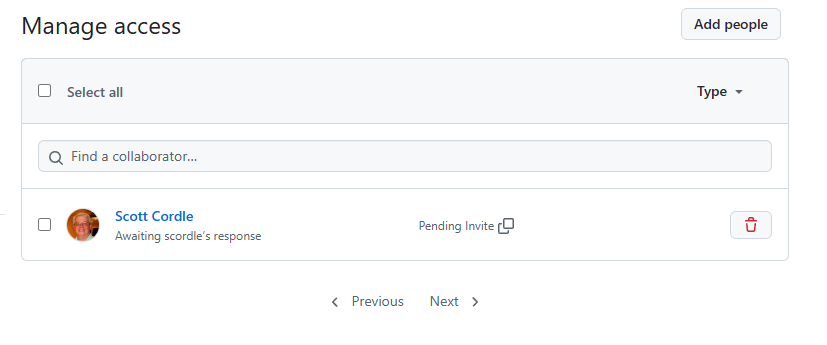 Manage access
Add people
Select all
Type
Find a collaborator...
Scott Cordle
Awaiting scordle's response
Pending Invite
Previous
Next